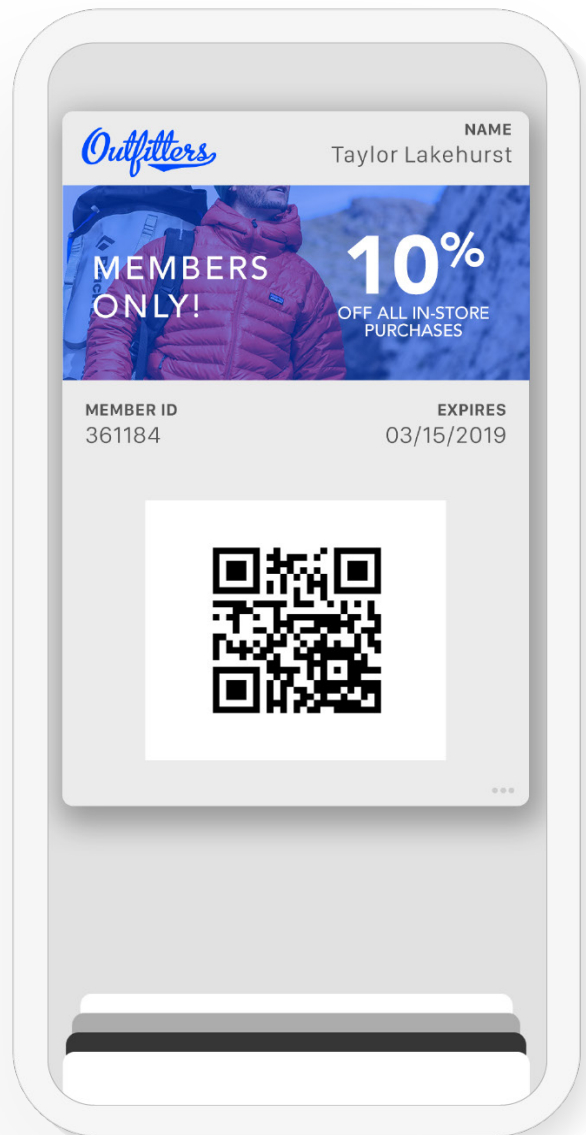 Outfitters
NAME
Taylor Lakehurst
MEMBERS
ONLY!
10%
OFF ALL IN-STORE
PURCHASES
MEMBER ID
361184
EXPIRES
03/15/2019